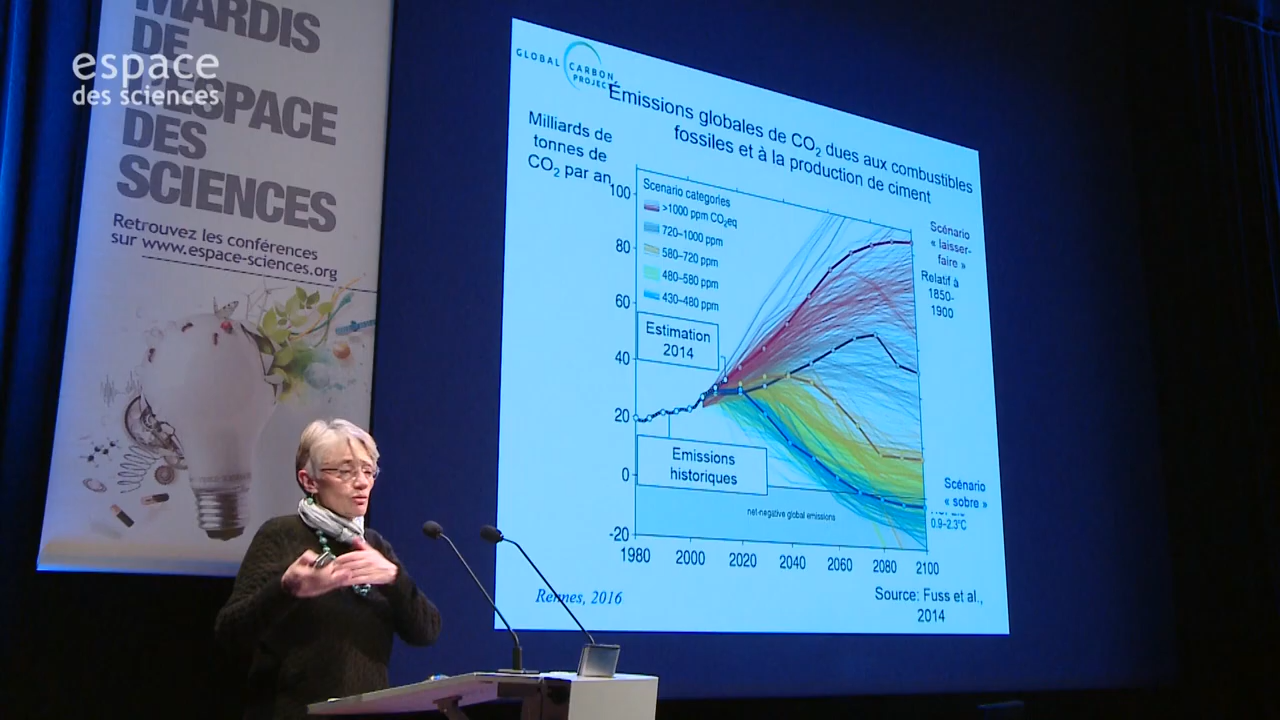 MARDIS
DE
L'ESPACE
DES
SCIENCES
espace
des sciences
Retrouvez les conférences
sur www.espace-sciences.org
GLOBAL CARBON
PROJECT
Émissions globales de CO₂ dues aux combustibles
fossiles et à la production de ciment
Milliards de
tonnes de
CO₂ par an
100
80
60
40
20
0
-20
Scenario categories
>1000 ppm CO₂eq
720–1000 ppm
580–720 ppm
480–580 ppm
430–480 ppm
Estimation
2014
Emissions
historiques
net-negative global emissions
1980 2000 2020 2040 2060 2080 2100
Scénario
« laisser-
faire »
Relatif à
1850-
1900
Scénario
« sobre »
0.9–2.3°C
Rennes, 2016
Source: Fuss et al.,
2014